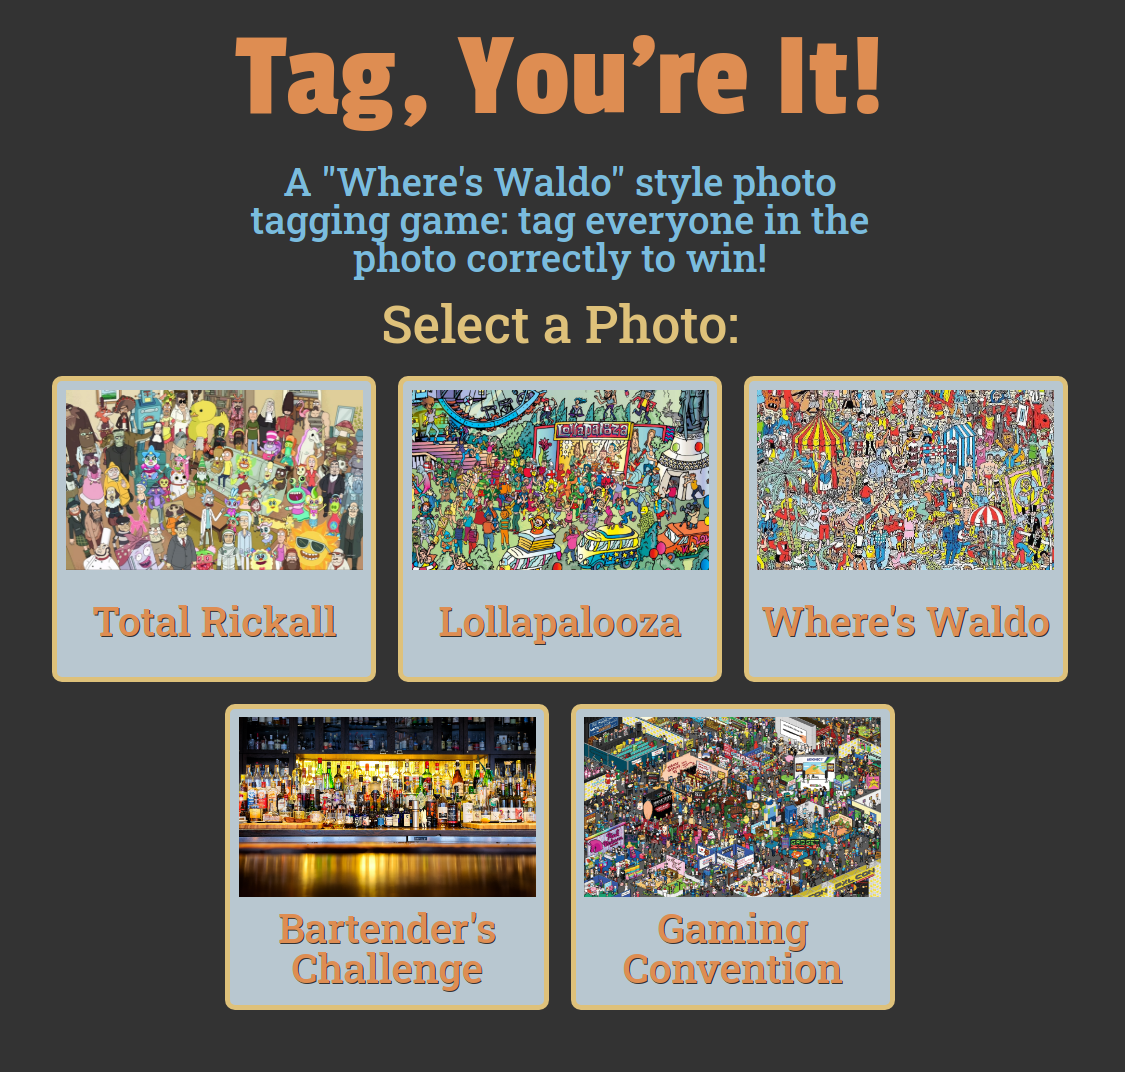 Tag, You're It!
A "Where's Waldo" style photo
tagging game: tag everyone in the
photo correctly to win!
Select a Photo:
Lollapalooza
Total Rickall
Lollapalooza
Where's Waldo
Bartender's
Challenge
Gaming
Convention